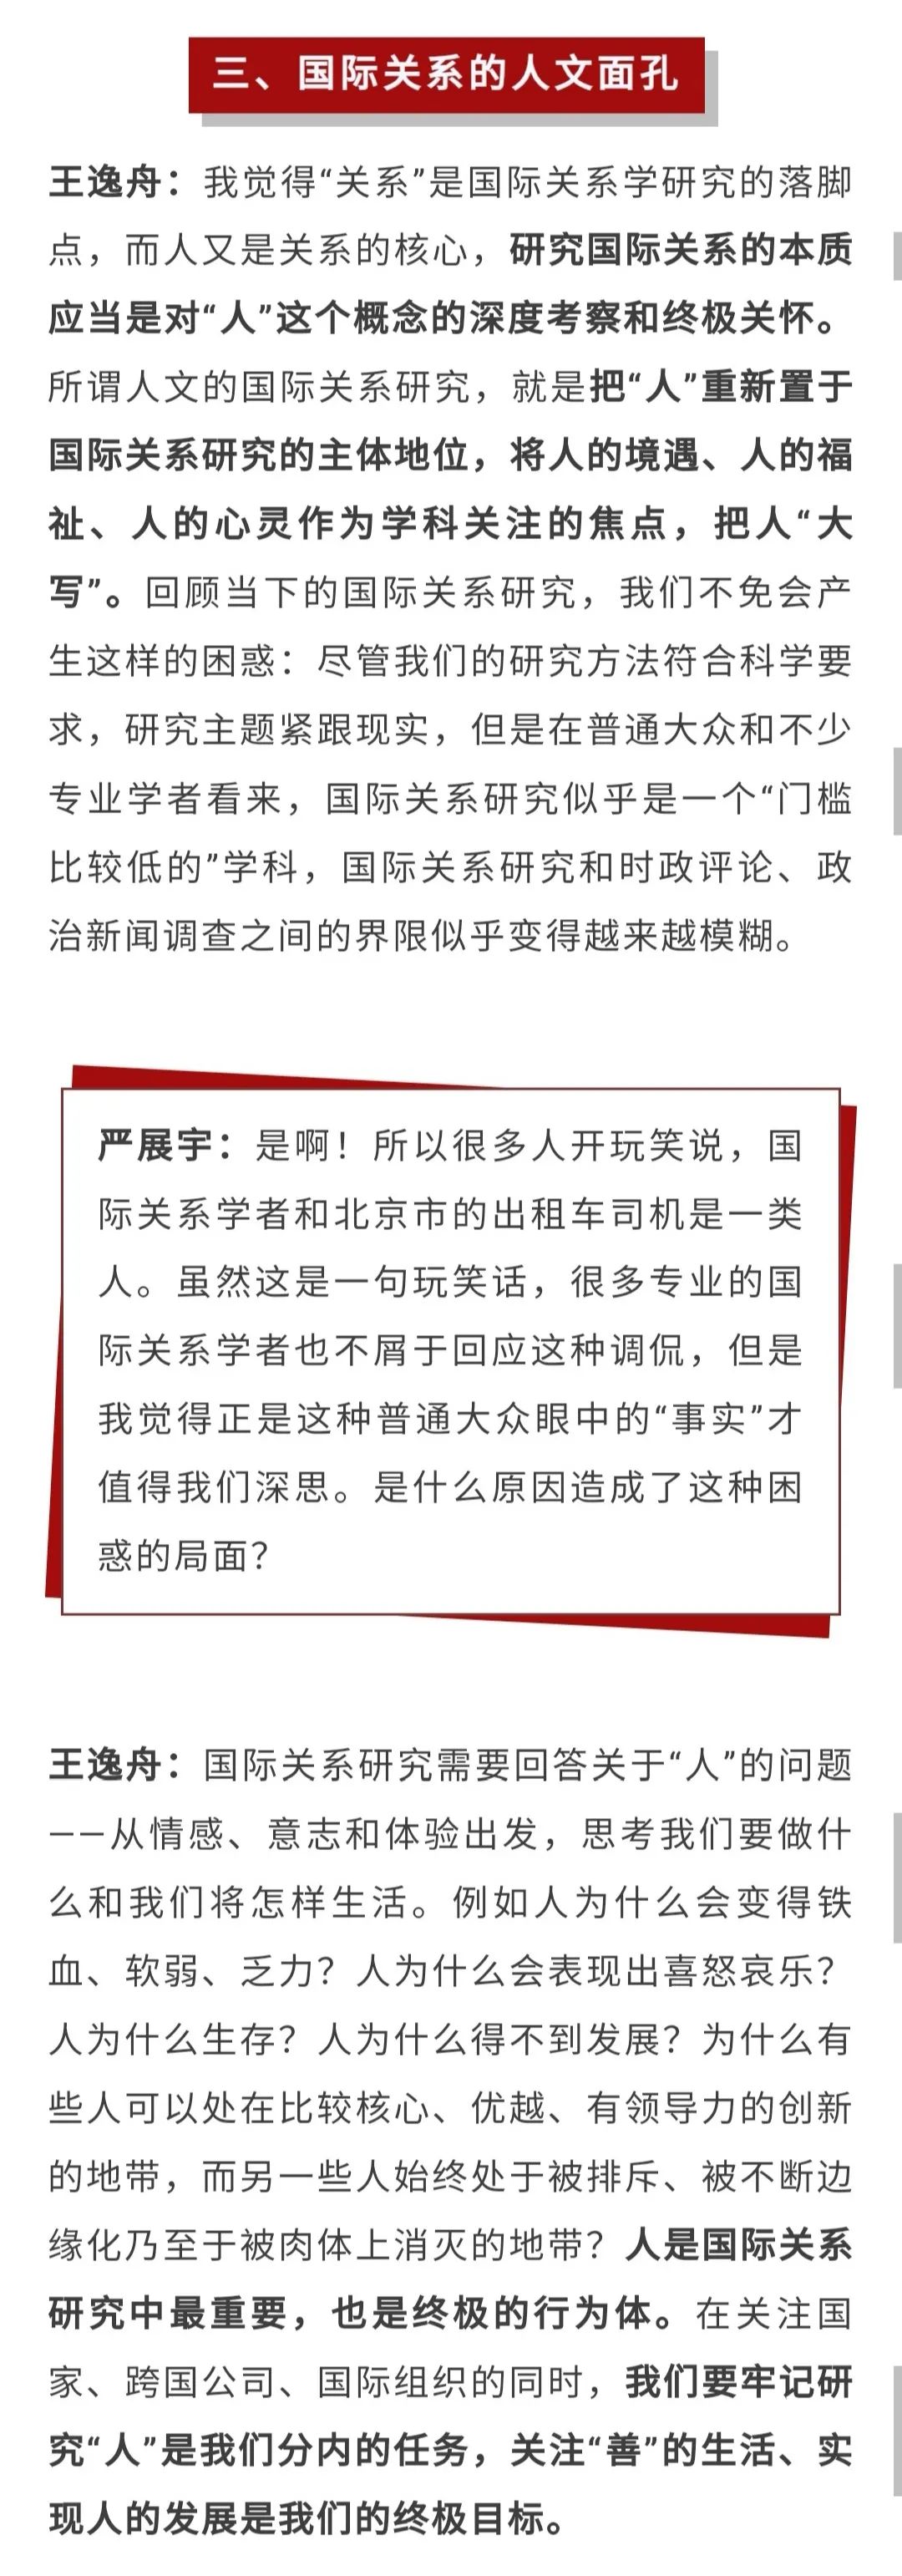 三、国际关系的人文面孔
王逸舟：我觉得“关系”是国际关系学研究的落脚
点，而人又是关系的核心，研究国际关系的本质
应当是对“人”这个概念的深度考察和终极关怀。
所谓人文的国际关系研究，就是把“人”重新置于
国际关系研究的主体地位，将人的境遇、人的福
祉、人的心灵作为学科关注的焦点，把人“大
写”。回顾当下的国际关系研究，我们不免会产
生这样的困惑：尽管我们的研究方法符合科学要
求，研究主题紧跟现实，但是在普通大众和不少
专业学者看来，国际关系研究似乎是一个“门槛
比较低的”学科，国际关系研究和时政评论、政
治新闻调查之间的界限似乎变得越来越模糊。
严展宇：是啊！所以很多人开玩笑说，国
际关系学者和北京市的出租车司机是一类
人。虽然这是一句玩笑话，很多专业的国
际关系学者也不屑于回应这种调侃，但是
我觉得正是这种普通大众眼中的“事实”才
值得我们深思。是什么原因造成了这种困
惑的局面？
王逸舟：国际关系研究需要回答关于“人”的问题
——从情感、意志和体验出发，思考我们要做什
么和我们将怎样生活。例如人为什么会变得铁
血、软弱、乏力？人为什么会表现出喜怒哀乐？
人为什么生存？人为什么得不到发展？为什么有
些人可以处在比较核心、优越、有领导力的创新
的地带，而另一些人始终处于被排斥、被不断边
缘化乃至于被肉体上消灭的地带？人是国际关系
研究中最重要，也是终极的行为体。在关注国
家、跨国公司、国际组织的同时，我们要牢记研
究“人”是我们分内的任务，关注“善”的生活、实
现人的发展是我们的终极目标。